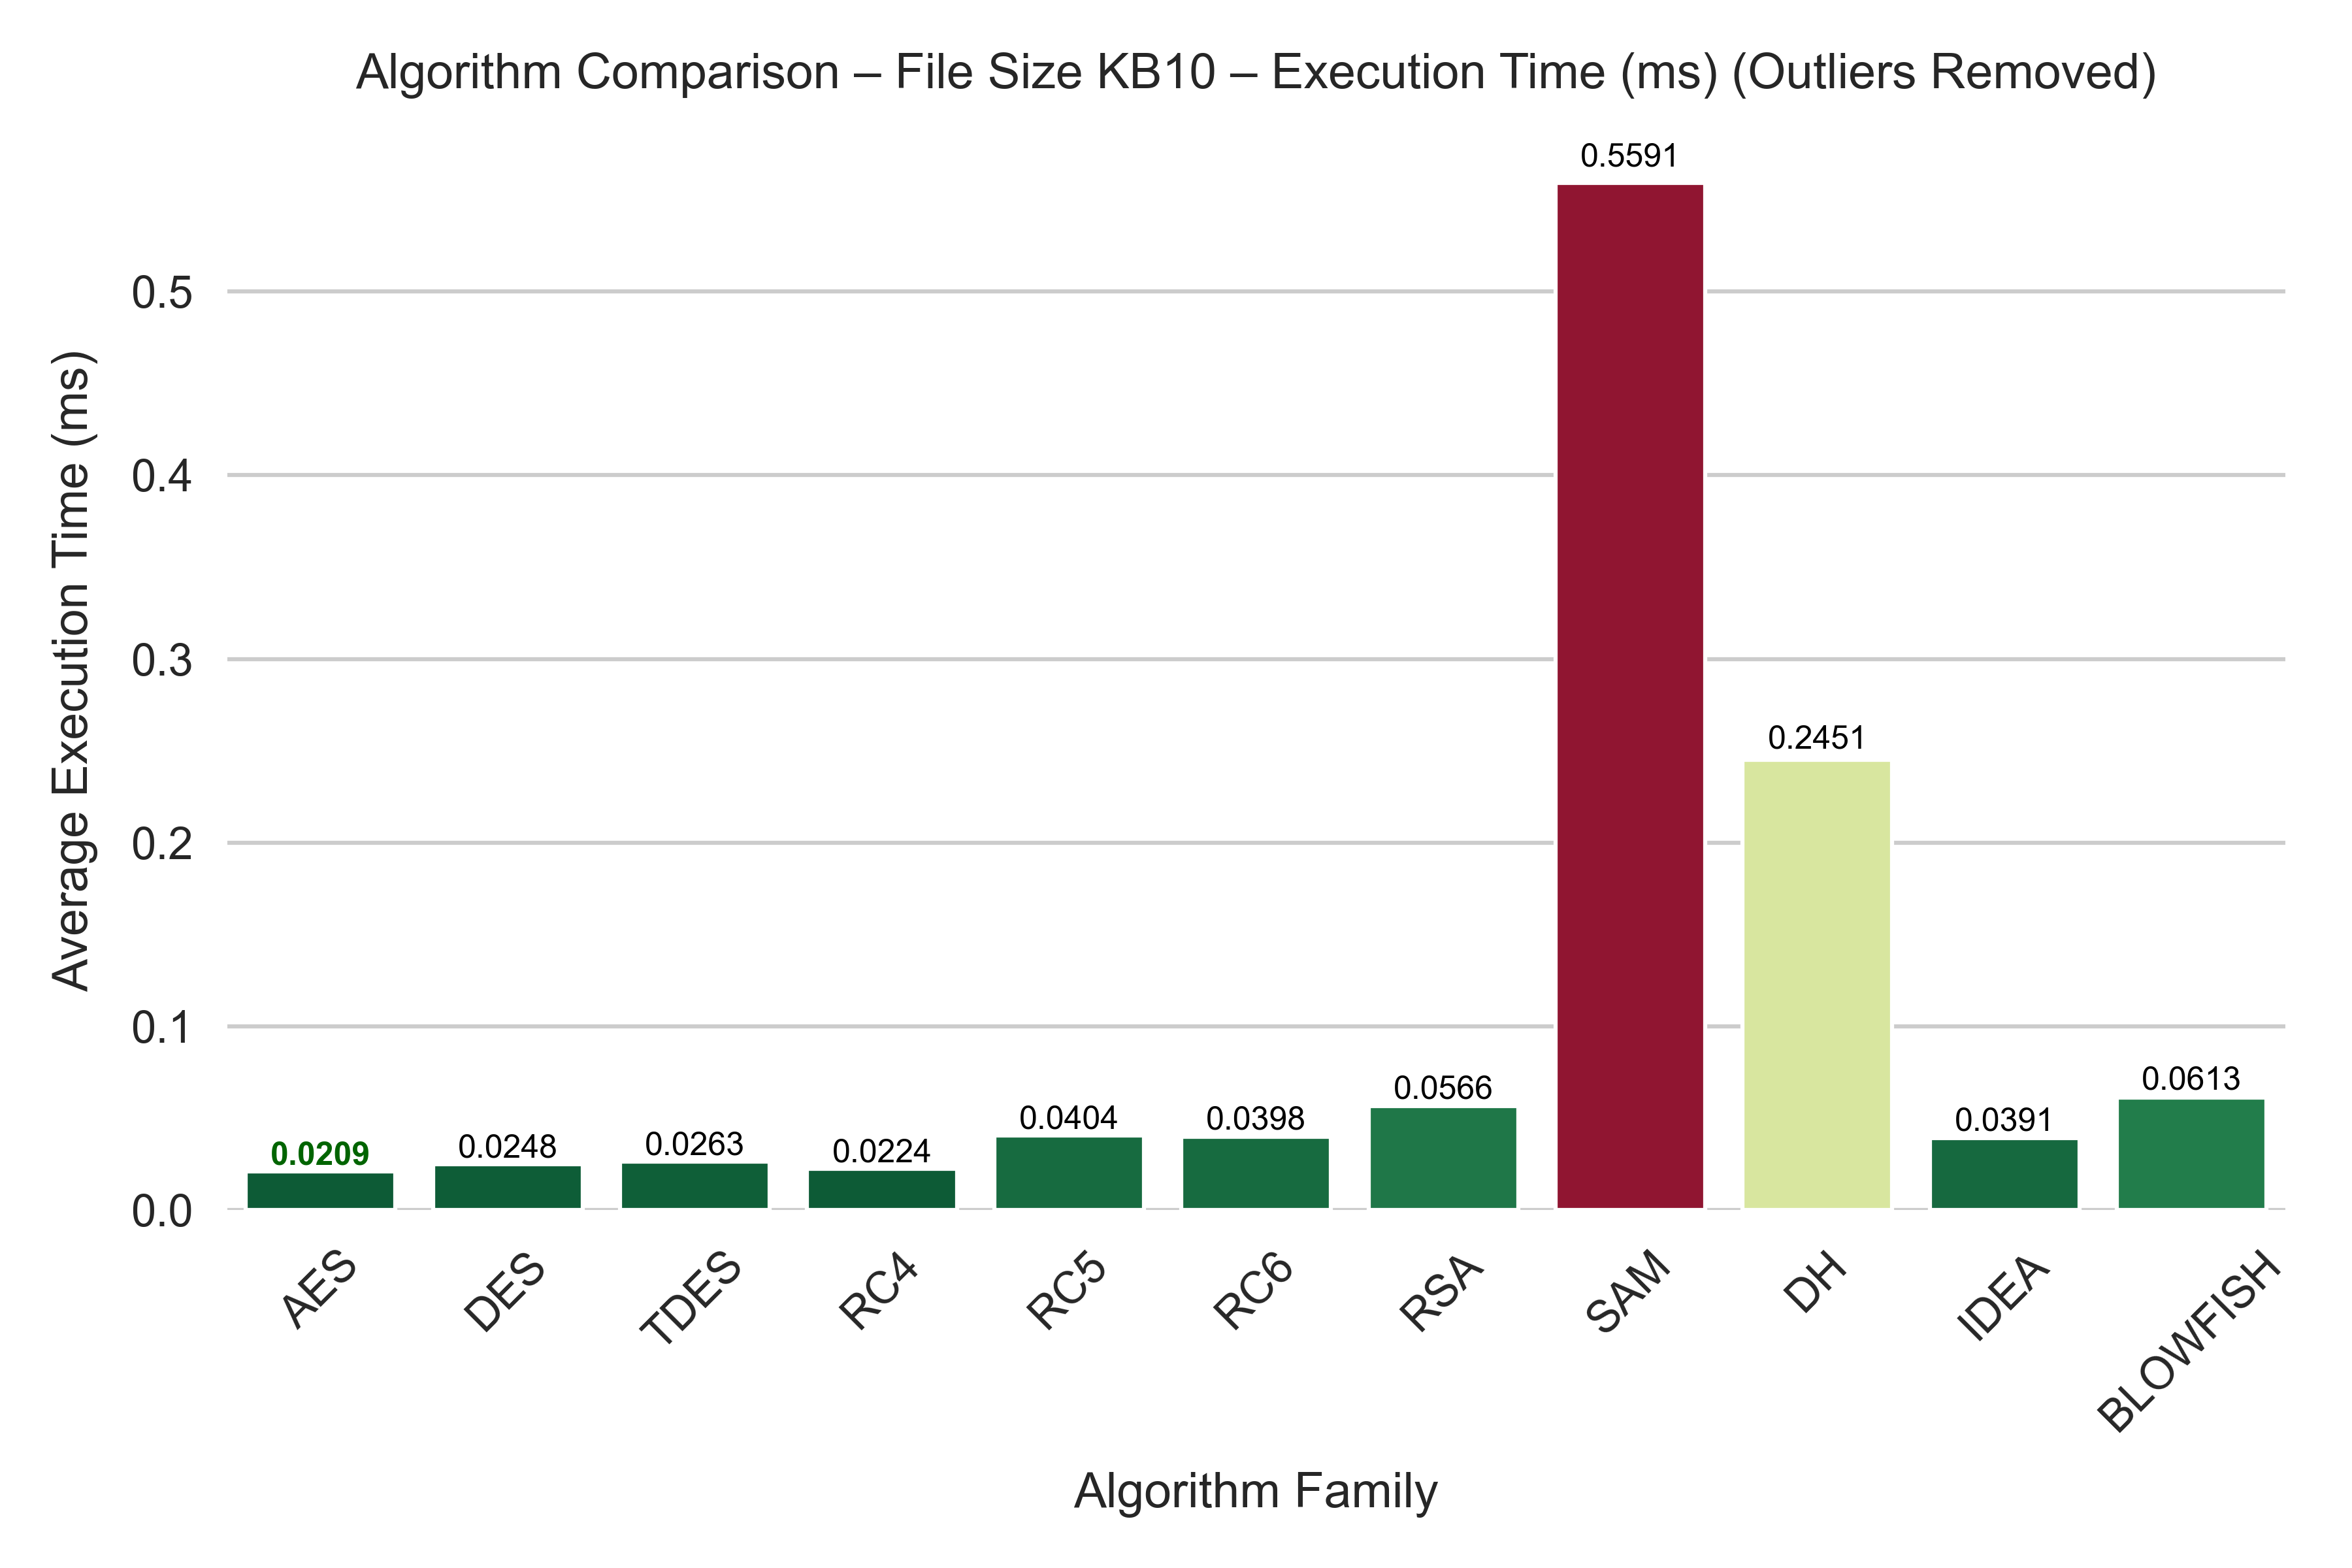 Algorithm Comparison – File Size KB10 – Execution Time (ms) (Outliers Removed)
Average Execution Time (ms)
0.5
0.4
0.3
0.2
0.1
0.0
0.0209
0.0248
0.0263
0.0224
0.0404
0.0398
0.0566
0.5591
0.2451
0.0391
0.0613
AES
DES
TDES
RC4
RC5
RC6
RSA
SAM
DH
IDEA
BLOWFISH
Algorithm Family